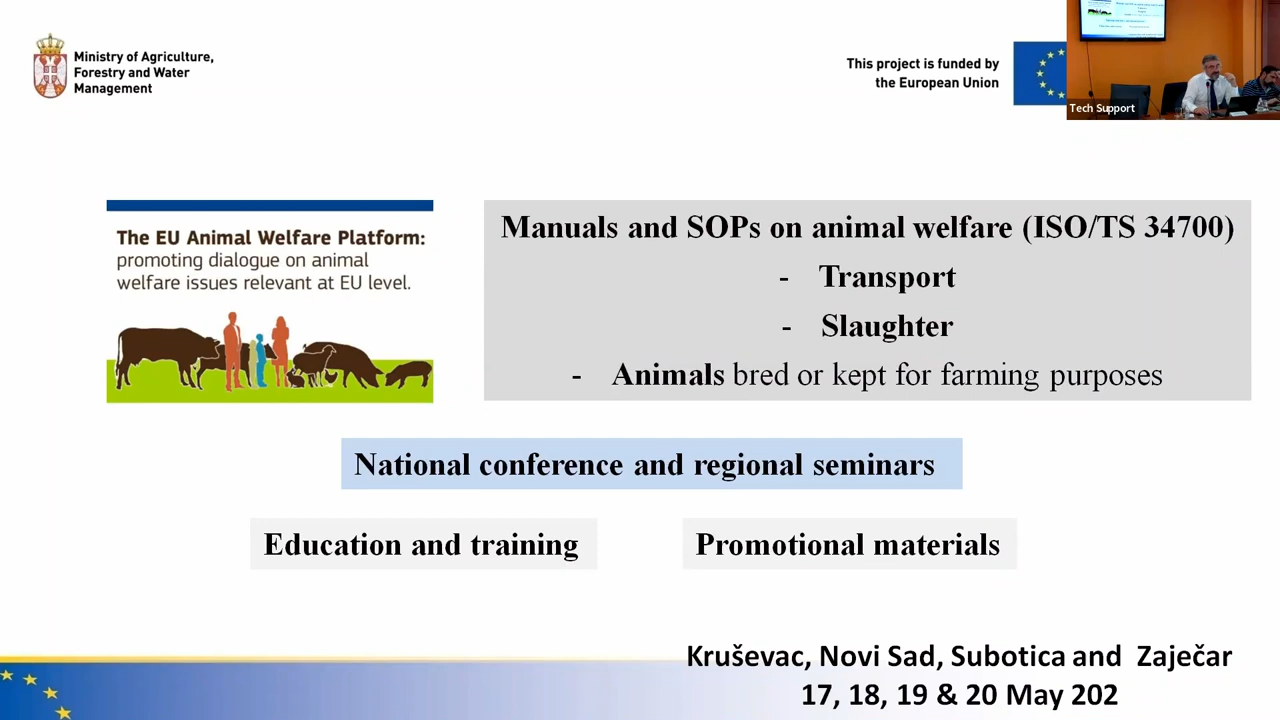 Ministry of Agriculture,
Forestry and Water
Management
This project is funded by
the European Union
Tech Support
The EU Animal Welfare Platform:
promoting dialogue on animal
welfare issues relevant at EU level.
Manuals and SOPs on animal welfare (ISO/TS 34700)
- Transport
- Slaughter
- Animals bred or kept for farming purposes
National conference and regional seminars
Education and training
Promotional materials
Kruševac, Novi Sad, Subotica and Zaječar
17, 18, 19 & 20 May 202